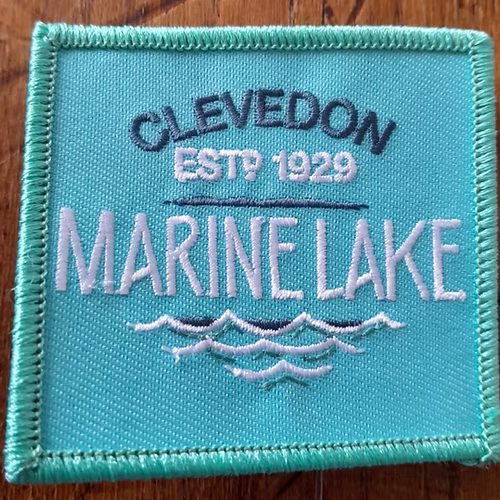 CLEVEDON
ESTD 1929
MARINE LAKE